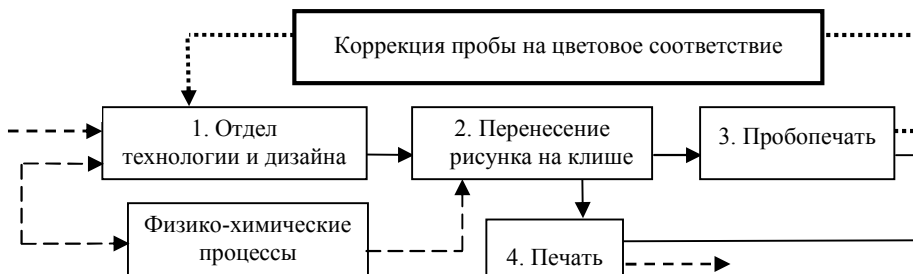 Коррекция пробы на цветовое соответствие
1. Отдел
технологии и дизайна
2. Перенесение
рисунка на клише
3. Пробопечать
Физико-химические
процессы
4. Печать